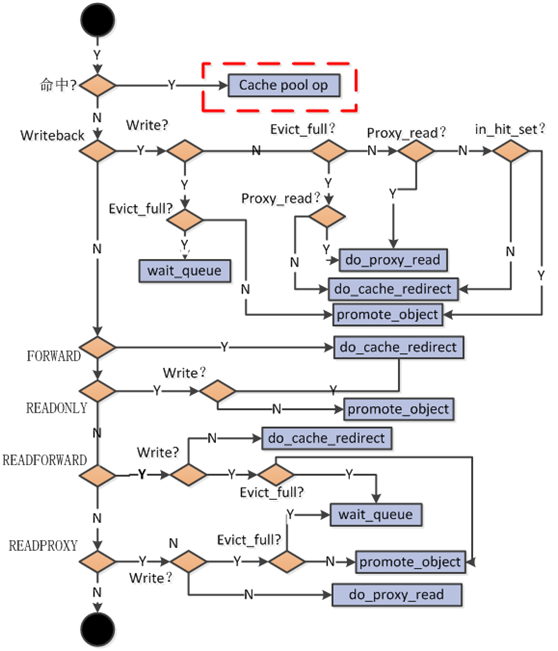 Y
命中?
Y
Cache pool op
N
Writeback
Write?
Evict_full?
Proxy_read?
in_hit_set?
Y
N
N
N
Y
Y
Y
Evict_full?
Proxy_read?
Y
N
Y
Y
do_proxy_read
N
wait_queue
N
N
do_cache_redirect
Y
promote_object
FORWARD
Y
do_cache_redirect
Write?
Y
Y
READONLY
N
promote_object
N
Write?
N
do_cache_redirect
READFORWARD
Y
Y
Y
Evict_full?
N
Y
wait_queue
READPROXY
N
Evict_full?
Y
Y
N
promote_object
Write?
N
N
do_proxy_read